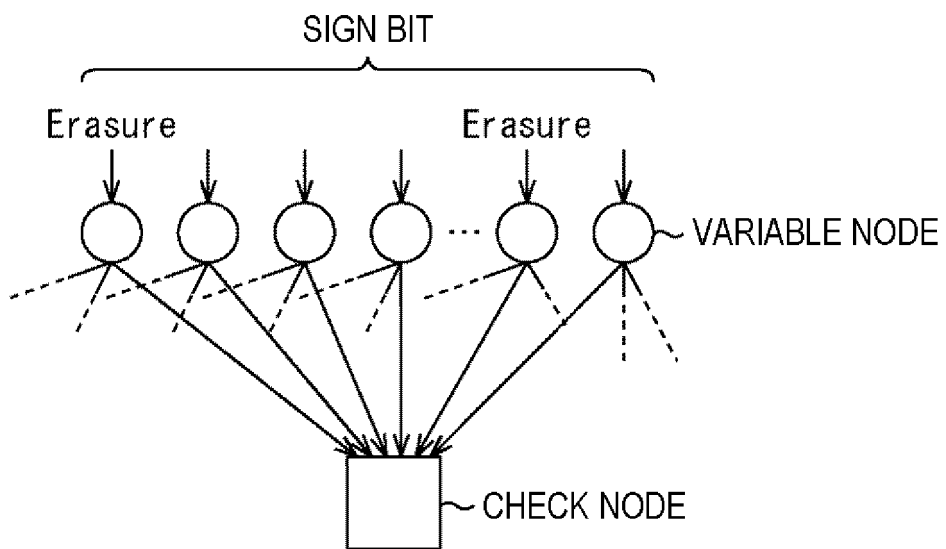 SIGN BIT
Erasure Erasure
... VARIABLE NODE
CHECK NODE